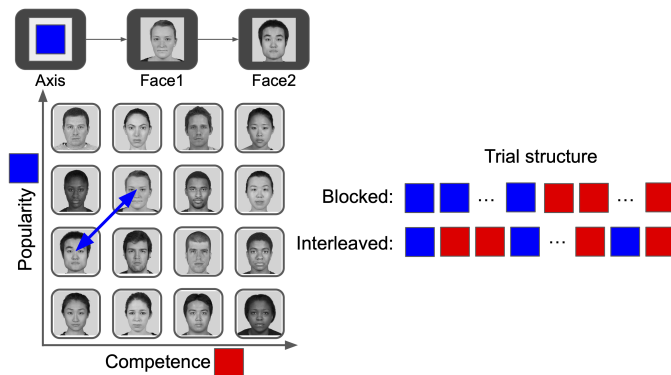 Axis
Face1
Face2
Popularity
Competence
Trial structure
Blocked:
...
...
Interleaved:
...